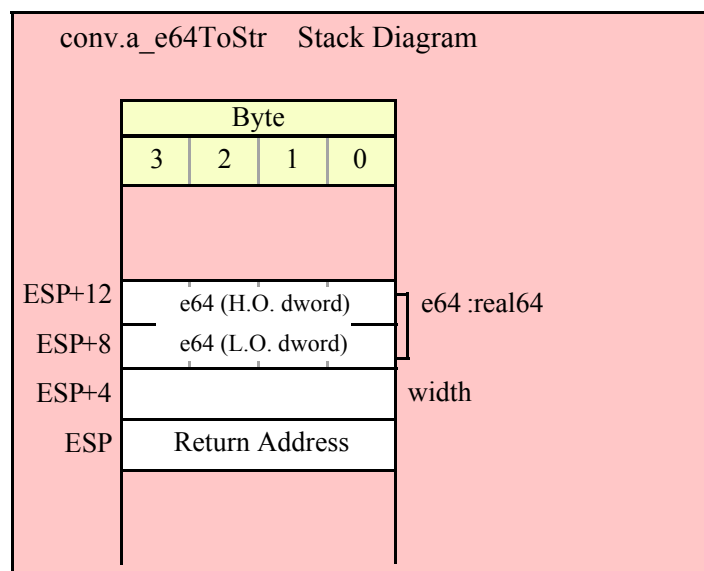 conv.a_e64ToStr Stack Diagram
Byte
3 2 1 0
ESP+12 e64 (H.O. dword) e64 :real64
ESP+8 e64 (L.O. dword)
ESP+4 width
ESP Return Address